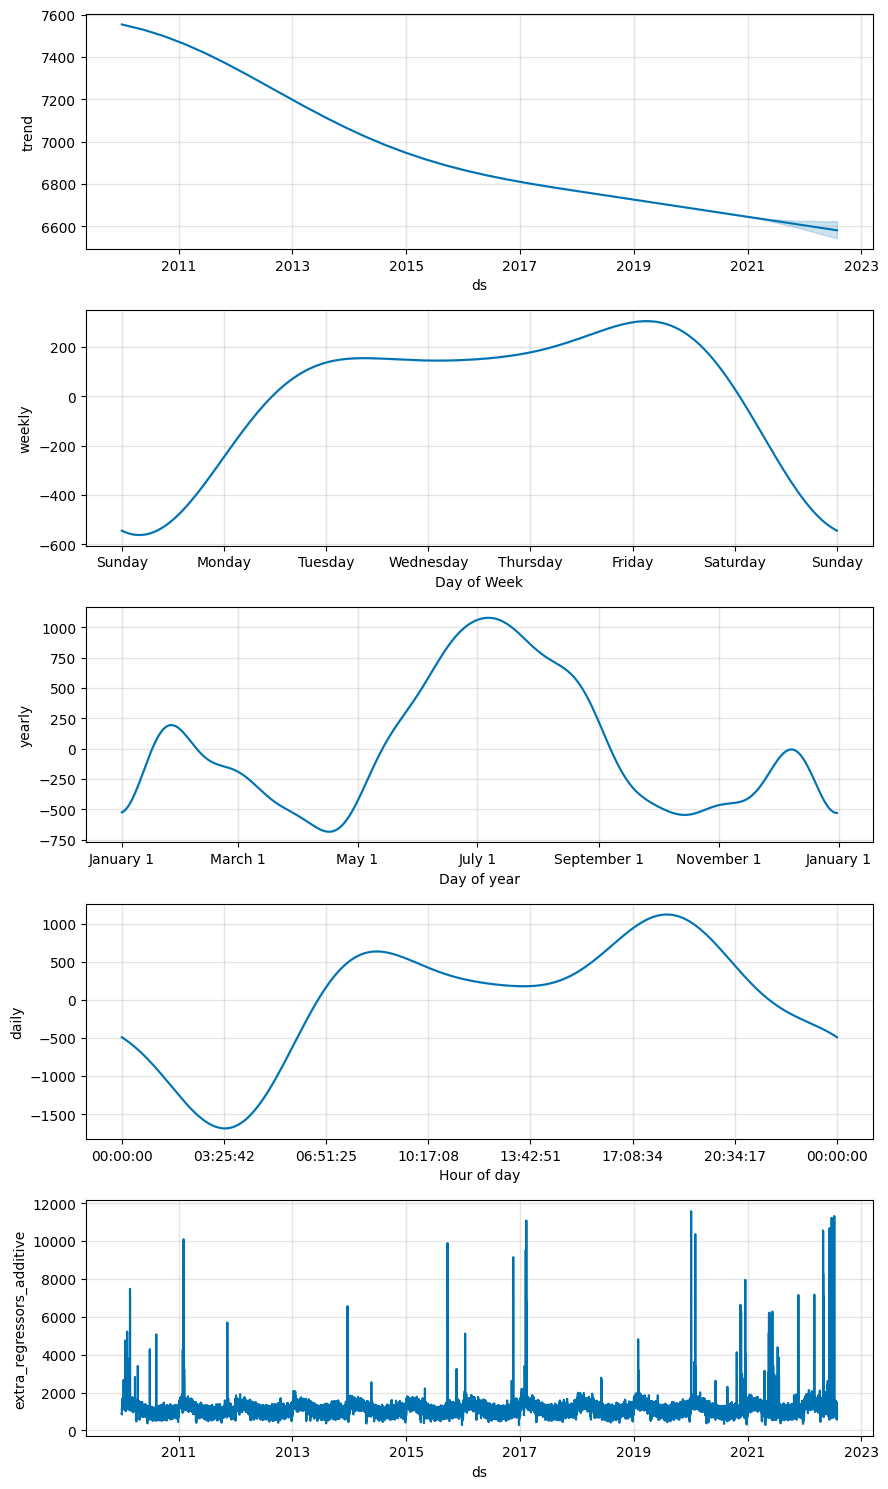 7600
7400
7200
7000
6800
6600
trend
2011 2013 2015 2017 2019 2021 2023
ds
200
0
−200
−400
−600
weekly
Sunday Monday Tuesday Wednesday Thursday Friday Saturday Sunday
Day of Week
1000
750
500
250
0
−250
−500
−750
yearly
January 1 March 1 May 1 July 1 September 1 November 1 January 1
Day of year
1000
500
0
−500
−1000
−1500
daily
00:00:00 03:25:42 06:51:25 10:17:08 13:42:51 17:08:34 20:34:17 00:00:00
Hour of day
12000
10000
8000
6000
4000
2000
0
extra_regressors_additive
2011 2013 2015 2017 2019 2021 2023
ds